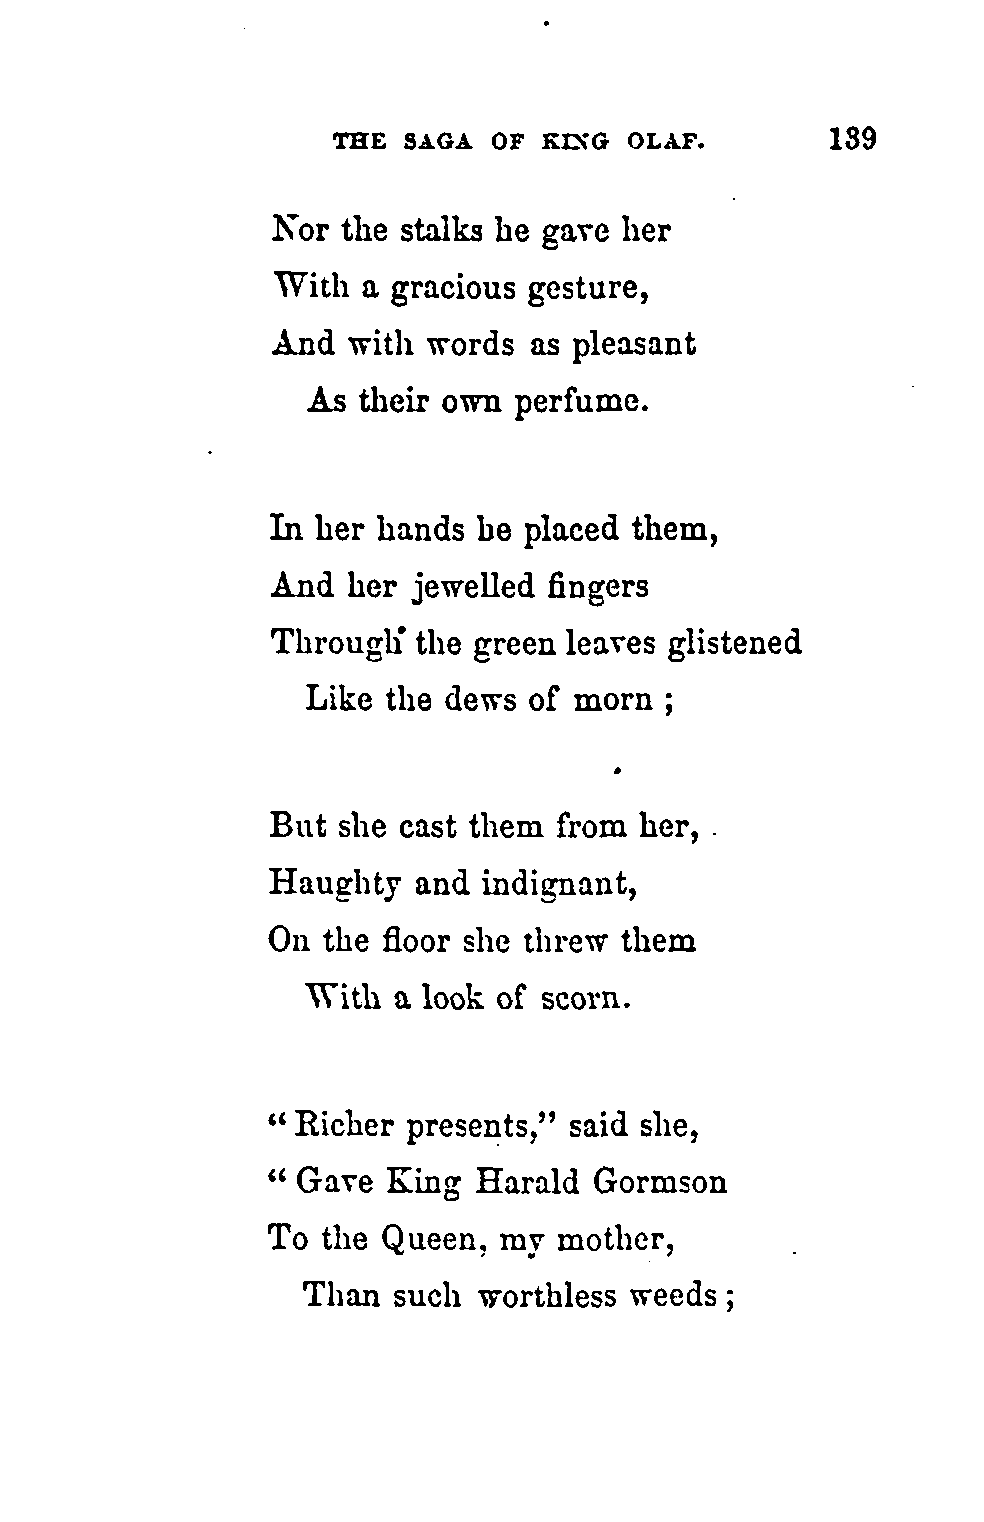 THE SAGA OF KING OLAF. 139
Nor the stalks he gave her
With a gracious gesture,
And with words as pleasant
As their own perfume.
In her hands he placed them,
And her jewelled fingers
Through the green leaves glistened
Like the dews of morn ;
But she cast them from her,
Haughty and indignant,
On the floor she threw them
With a look of scorn.
“ Richer presents,” said she,
“ Gave King Harald Gormson
To the Queen, my mother,
Than such worthless weeds ;